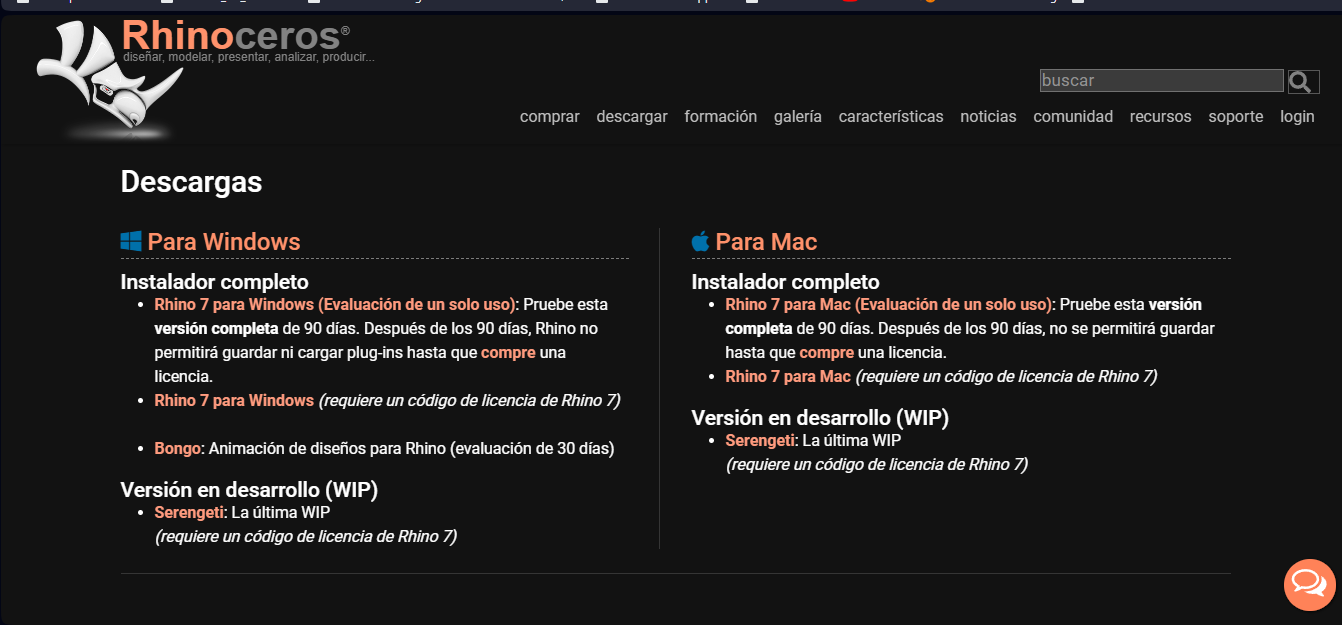 Rhinoceros®
diseñar, modelar, presentar, analizar, producir...
buscar
comprar descargar formación galería características noticias comunidad recursos soporte login
Descargas
Para Windows
Instalador completo
• Rhino 7 para Windows (Evaluación de un solo uso): Pruebe esta
versión completa de 90 días. Después de los 90 días, Rhino no
permitirá guardar ni cargar plug-ins hasta que compre una
licencia.
• Rhino 7 para Windows (requiere un código de licencia de Rhino 7)
• Bongo: Animación de diseños para Rhino (evaluación de 30 días)
Versión en desarrollo (WIP)
• Serengeti: La última WIP
(requiere un código de licencia de Rhino 7)
Para Mac
Instalador completo
• Rhino 7 para Mac (Evaluación de un solo uso): Pruebe esta versión
completa de 90 días. Después de los 90 días, no se permitirá guardar
hasta que compre una licencia.
• Rhino 7 para Mac (requiere un código de licencia de Rhino 7)
Versión en desarrollo (WIP)
• Serengeti: La última WIP
(requiere un código de licencia de Rhino 7)